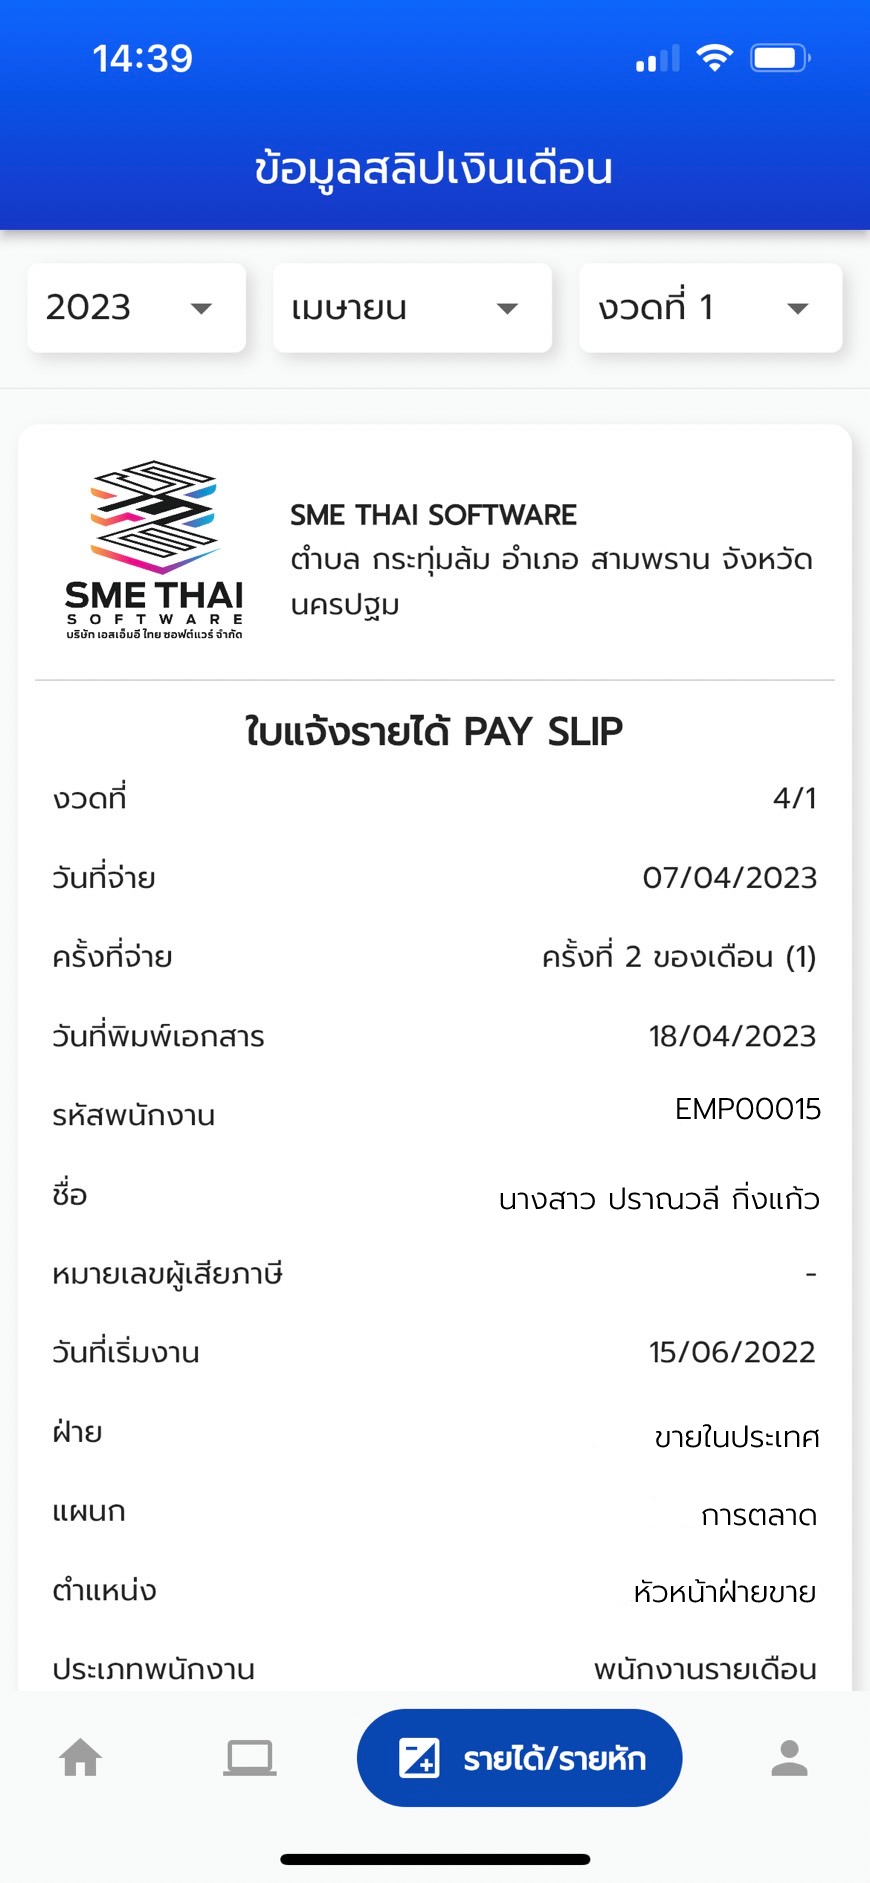 14:39
ข้อมูลสลิปเงินเดือน
2023 เมษายน งวดที่ 1
SME THAI SOFTWARE
ตำบล กระทุ่มล้ม อำเภอ สามพราน จังหวัด
นครปฐม
SME THAI
SOFTWARE
บริษัท เอสเอ็มอี ไทย ซอฟต์แวร์ จำกัด
ใบแจ้งรายได้ PAY SLIP
งวดที่ 4/1
วันที่จ่าย 07/04/2023
ครั้งที่จ่าย ครั้งที่ 2 ของเดือน (1)
วันที่พิมพ์เอกสาร 18/04/2023
รหัสพนักงาน EMP00015
ชื่อ นางสาว ปราณวลี กิ่งแก้ว
หมายเลขผู้เสียภาษี -
วันที่เริ่มงาน 15/06/2022
ฝ่าย ขายในประเทศ
แผนก การตลาด
ตำแหน่ง หัวหน้าฝ่ายขาย
ประเภทพนักงาน พนักงานรายเดือน
รายได้/รายหัก